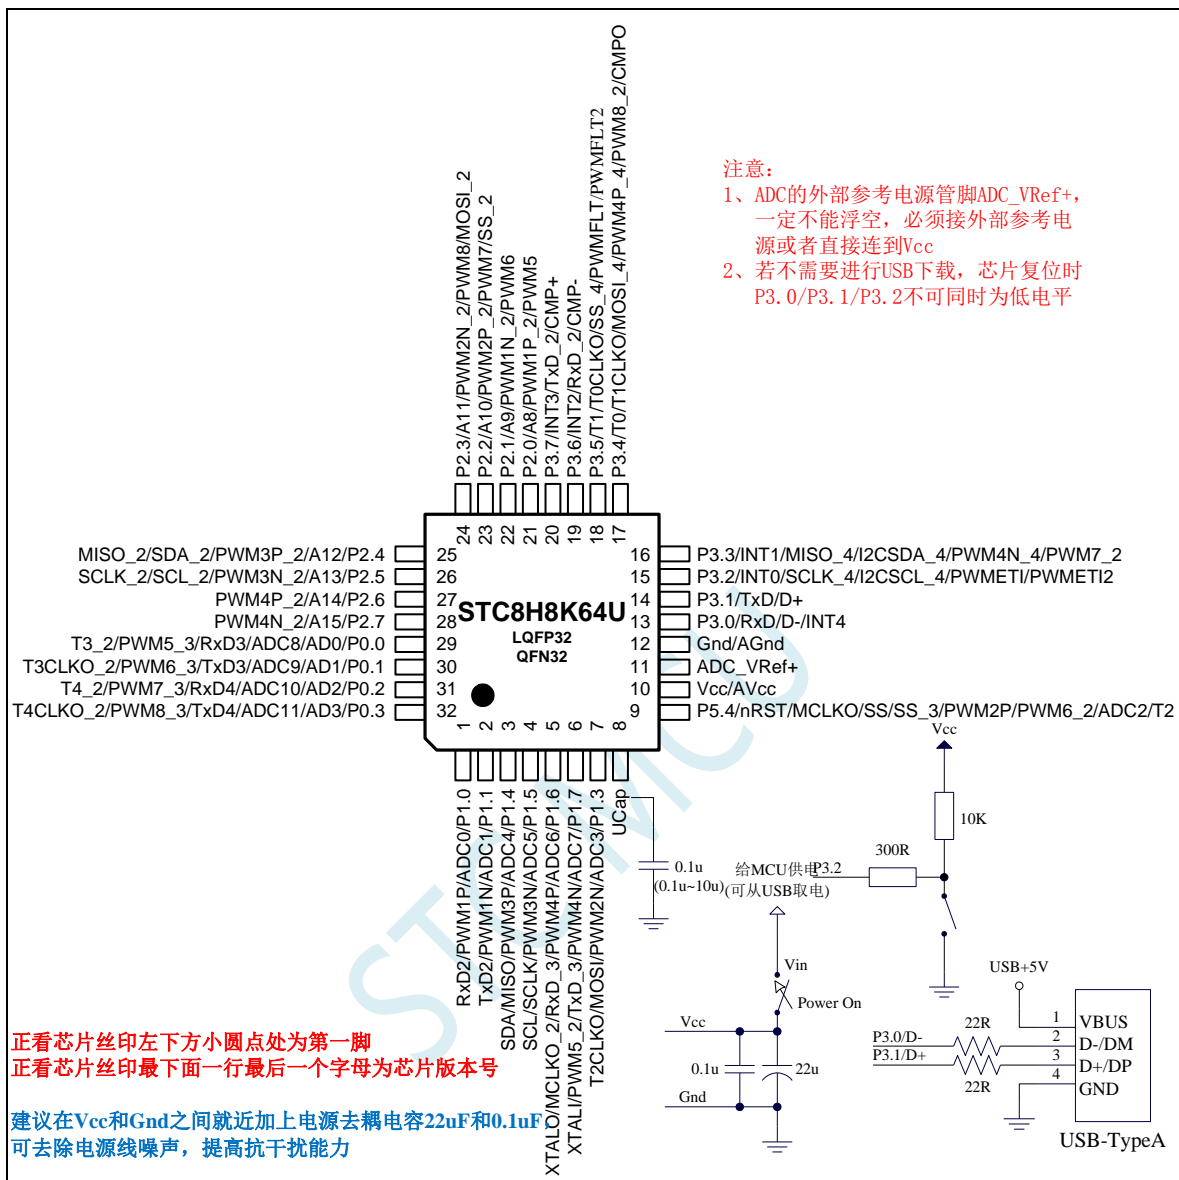 P2.3/A11/PWM2N_2/PWM8/MOSI_2
P2.2/A10/PWM2P_2/PWM7/SS_2
P2.1/A9/PWM1N_2/PWM6
P2.0/A8/PWM1P_2/PWM5
P3.7/INT3/TxD_2/CMP+
P3.6/INT2/RxD_2/CMP-
P3.5/T1/T0CLKO/SS_4/PWMFLT/PWMFLT2
P3.4/T0/T1CLKO/MOSI_4/PWM4P_4/PWM8_2/CMPO
注意:
1、ADC的外部参考电源管脚ADC_VRef+,
一定不能浮空，必须接外部参考电
源或者直接连到Vcc
2、若不需要进行USB下载，芯片复位时
P3.0/P3.1/P3.2不可同时为低电平
24 23 22 21 20 19 18 17
MISO_2/SDA_2/PWM3P_2/A12/P2.4 25
SCLK_2/SCL_2/PWM3N_2/A13/P2.5 26
PWM4P_2/A14/P2.6 27
PWM4N_2/A15/P2.7 28
T3_2/PWM5_3/RxD3/ADC8/AD0/P0.0 29
T3CLKO_2/PWM6_3/TxD3/ADC9/AD1/P0.1 30
T4_2/PWM7_3/RxD4/ADC10/AD2/P0.2 31
T4CLKO_2/PWM8_3/TxD4/ADC11/AD3/P0.3 32
STC8H8K64U
LQFP32
QFN32
16 P3.3/INT1/MISO_4/I2CSDA_4/PWM4N_4/PWM7_2
15 P3.2/INT0/SCLK_4/I2CSCL_4/PWMETI/PWMETI2
14 P3.1/TxD/D+
13 P3.0/RxD/D-/INT4
12 Gnd/AGnd
11 ADC_VRef+
10 Vcc/AVcc
9 P5.4/nRST/MCLKO/SS/SS_3/PWM2P/PWM6_2/ADC2/T2
1 2 3 4 5 6 7 8
RxD2/PWM1P/ADC0/P1.0
TxD2/PWM1N/ADC1/P1.1
SDA/MISO/PWM3P/ADC4/P1.4
SCL/SCLK/PWM3N/ADC5/P1.5
XTALO/MCLKO_2/RxD_3/PWM4P/ADC6/P1.6
XTALI/PWM5_2/TxD_3/PWM4N/ADC7/P1.7
T2CLKO/MOSI/PWM2N/ADC3/P1.3
UCap
0.1u
(0.1u~10u)
Vcc
10K
300R
P3.2
给MCU供电
(可从USB取电)
Vin
Power On
Vcc
0.1u
22u
Gnd
USB+5V
P3.0/D-
P3.1/D+
22R
22R
1 VBUS
2 D-/DM
3 D+/DP
4 GND
USB-TypeA
STC MCU
正看芯片丝印左下方小圆点处为第一脚
正看芯片丝印最下面一行最后一个字母为芯片版本号
建议在Vcc和Gnd之间就近加上电源去耦电容22uF和0.1uF,
可去除电源线噪声，提高抗干扰能力